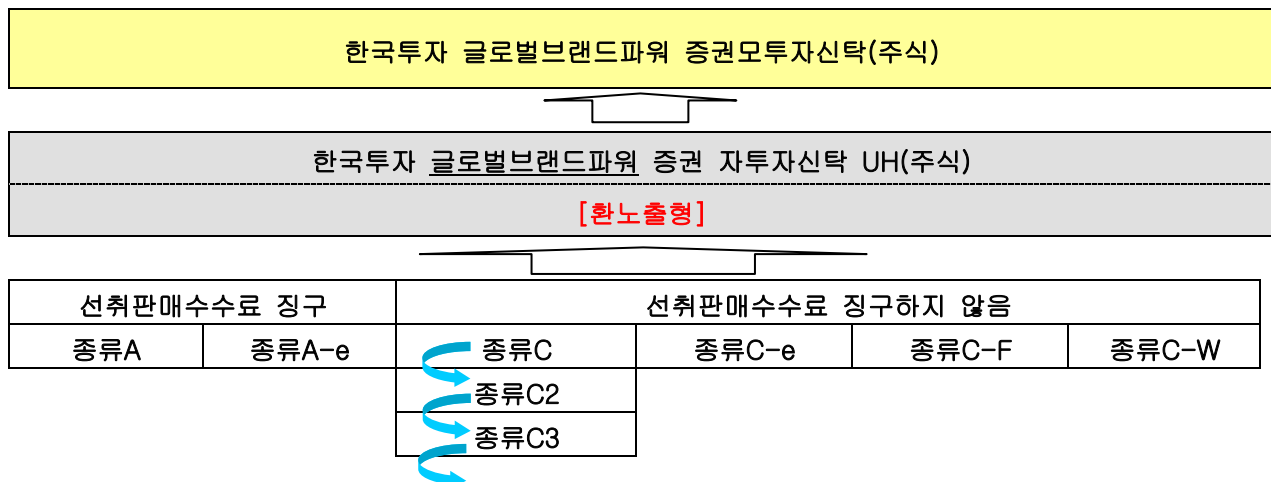 한국투자 글로벌브랜드파워 증권모투자신탁(주식)
한국투자 글로벌브랜드파워 증권 자투자신탁 UH(주식)
[환노출형]
선취판매수수료 징구 선취판매수수료 징구하지 않음
종류A 종류A-e 종류C 종류C-e 종류C-F 종류C-W
종류C2
종류C3